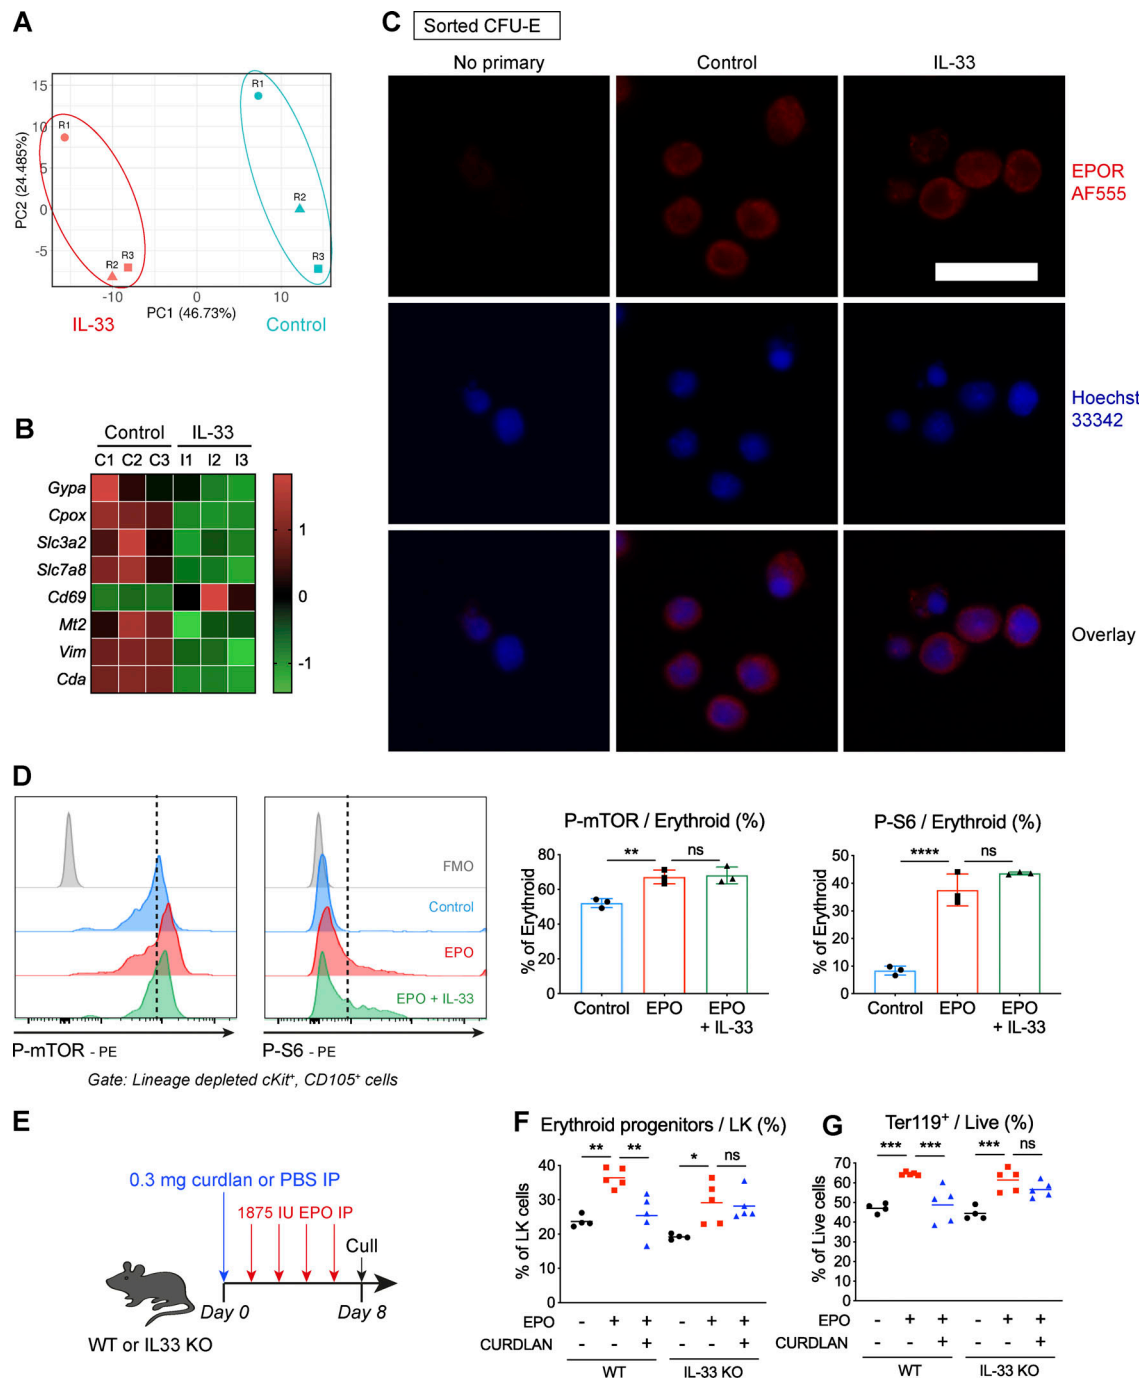 A
15
10
5
0
-5
PC2 (24.485%)
R1
R2
R3
R1
R2
R3
-10
0
10
PC1 (46.73%)
IL-33
Control
B
Control
IL-33
C1
C2
C3
I1
I2
I3
Gypa
Cpox
Slc3a2
Slc7a8
Cd69
Mt2
Vim
Cda
1
0
-1
C
Sorted CFU-E
No primary
Control
IL-33
EPOR
AF555
Hoechst
33342
Overlay
D
FMO
Control
EPO
EPO + IL-33
P-mTOR - PE
P-S6 - PE
Gate: Lineage depleted cKit⁺, CD105⁺ cells
P-mTOR / Erythroid (%)
% of Erythroid
80
60
40
20
0
**
ns
Control
EPO
EPO
+ IL-33
P-S6 / Erythroid (%)
% of Erythroid
50
40
30
20
10
0
****
ns
Control
EPO
EPO
+ IL-33
E
0.3 mg curdlan or PBS IP
1875 IU EPO IP
Cull
Day 0
Day 8
WT or IL33 KO
F
Erythroid progenitors / LK (%)
% of LK cells
40
30
20
10
0
**
**
*
ns
EPO
- + + - + +
CURDLAN
- - + - - +
WT
IL-33 KO
G
Ter119⁺ / Live (%)
% of Live cells
70
60
50
40
30
20
10
0
***
***
***
ns
EPO
- + + - + +
CURDLAN
- - + - - +
WT
IL-33 KO